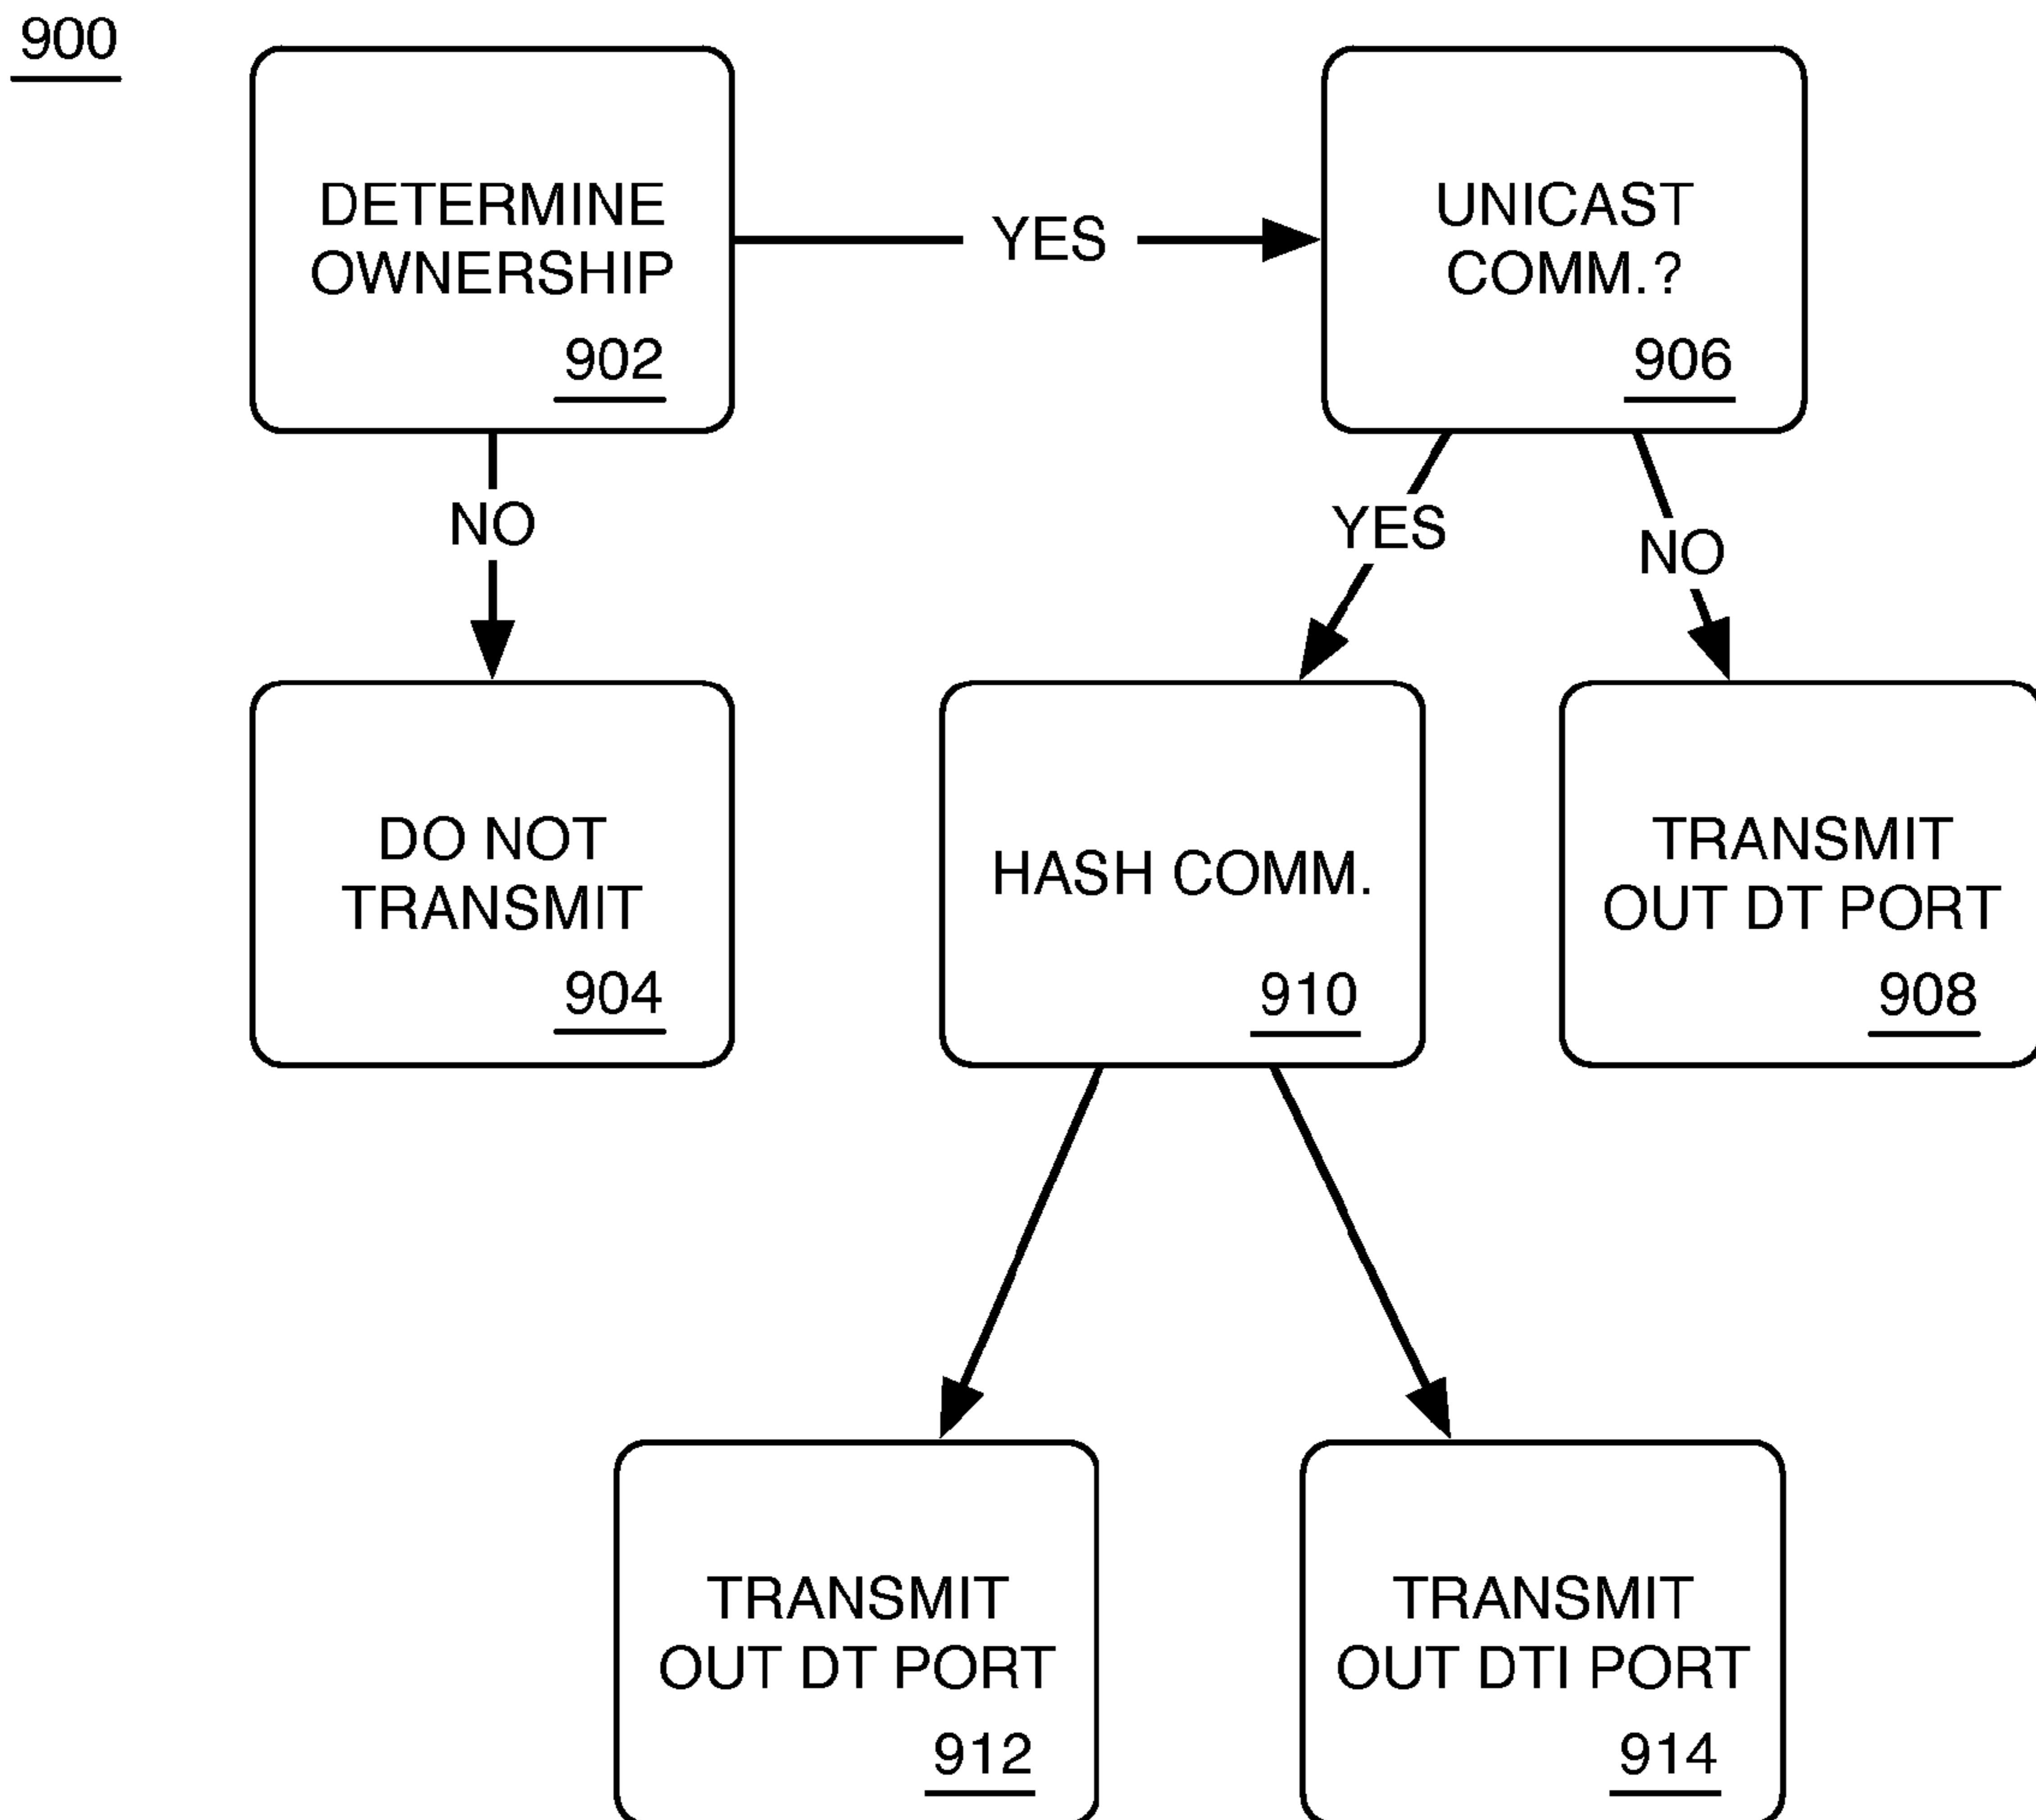 900
DETERMINE
OWNERSHIP
902
YES
UNICAST
COMM.?
906
NO
YES
NO
DO NOT
TRANSMIT
904
HASH COMM.
910
TRANSMIT
OUT DT PORT
908
TRANSMIT
OUT DT PORT
912
TRANSMIT
OUT DTI PORT
914